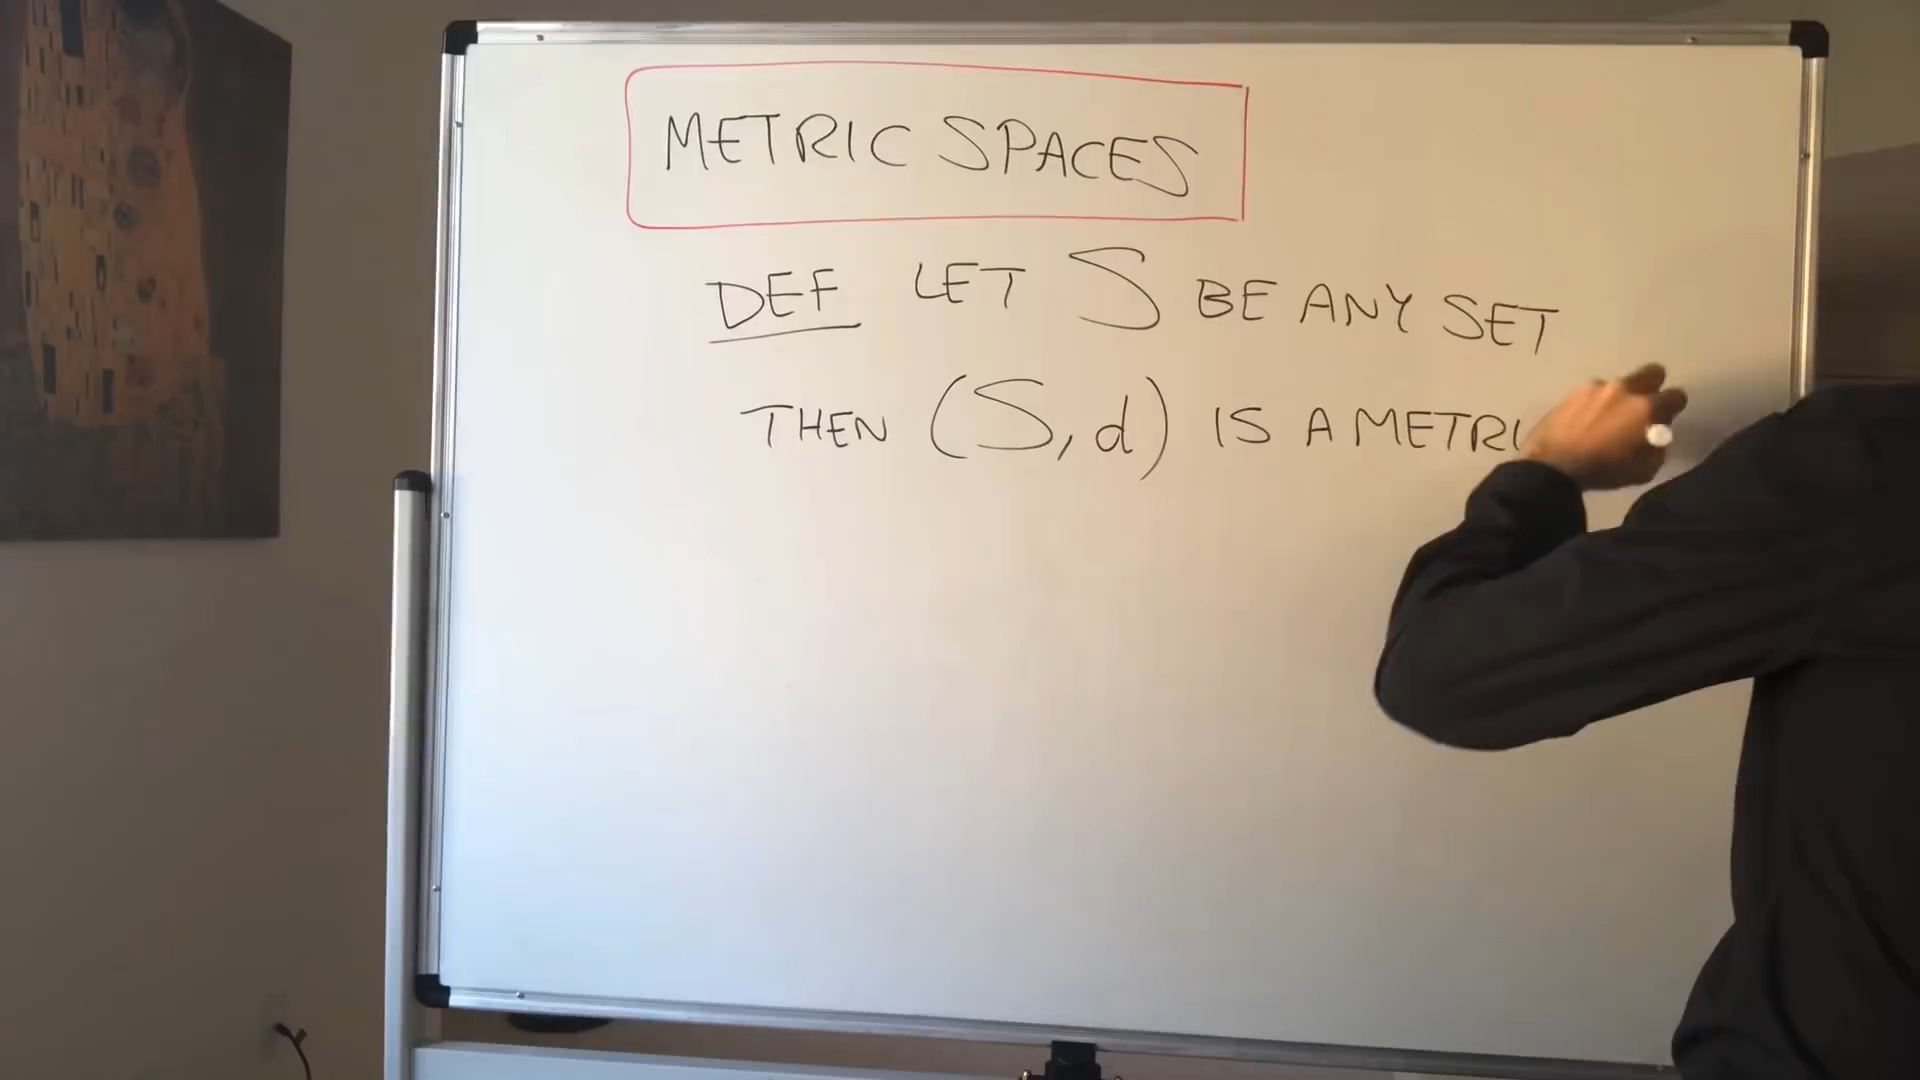 METRIC SPACES
DEF LET S BE ANY SET
THEN (S, d) IS A METRI